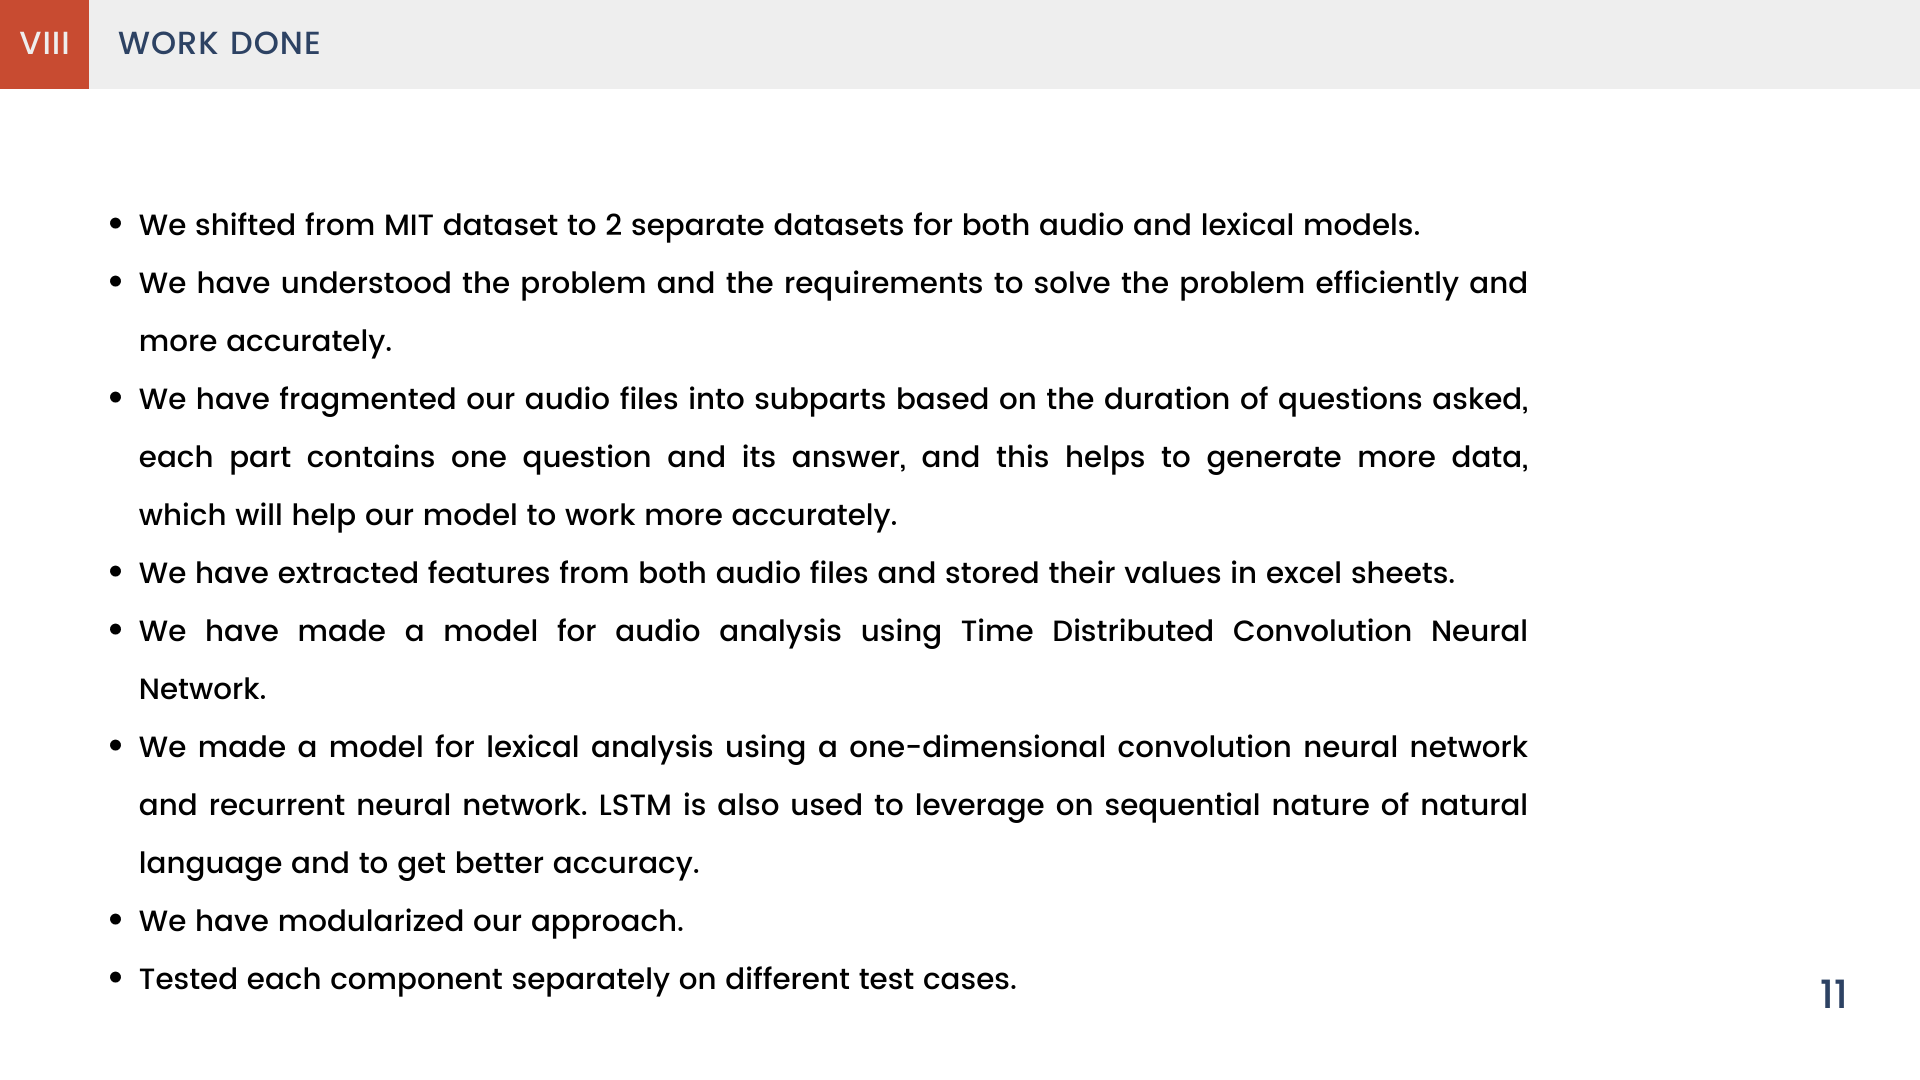 VIII WORK DONE
• We shifted from MIT dataset to 2 separate datasets for both audio and lexical models.
• We have understood the problem and the requirements to solve the problem efficiently and
more accurately.
• We have fragmented our audio files into subparts based on the duration of questions asked,
each part contains one question and its answer, and this helps to generate more data,
which will help our model to work more accurately.
• We have extracted features from both audio files and stored their values in excel sheets.
• We have made a model for audio analysis using Time Distributed Convolution Neural
Network.
• We made a model for lexical analysis using a one-dimensional convolution neural network
and recurrent neural network. LSTM is also used to leverage on sequential nature of natural
language and to get better accuracy.
• We have modularized our approach.
• Tested each component separately on different test cases.
11